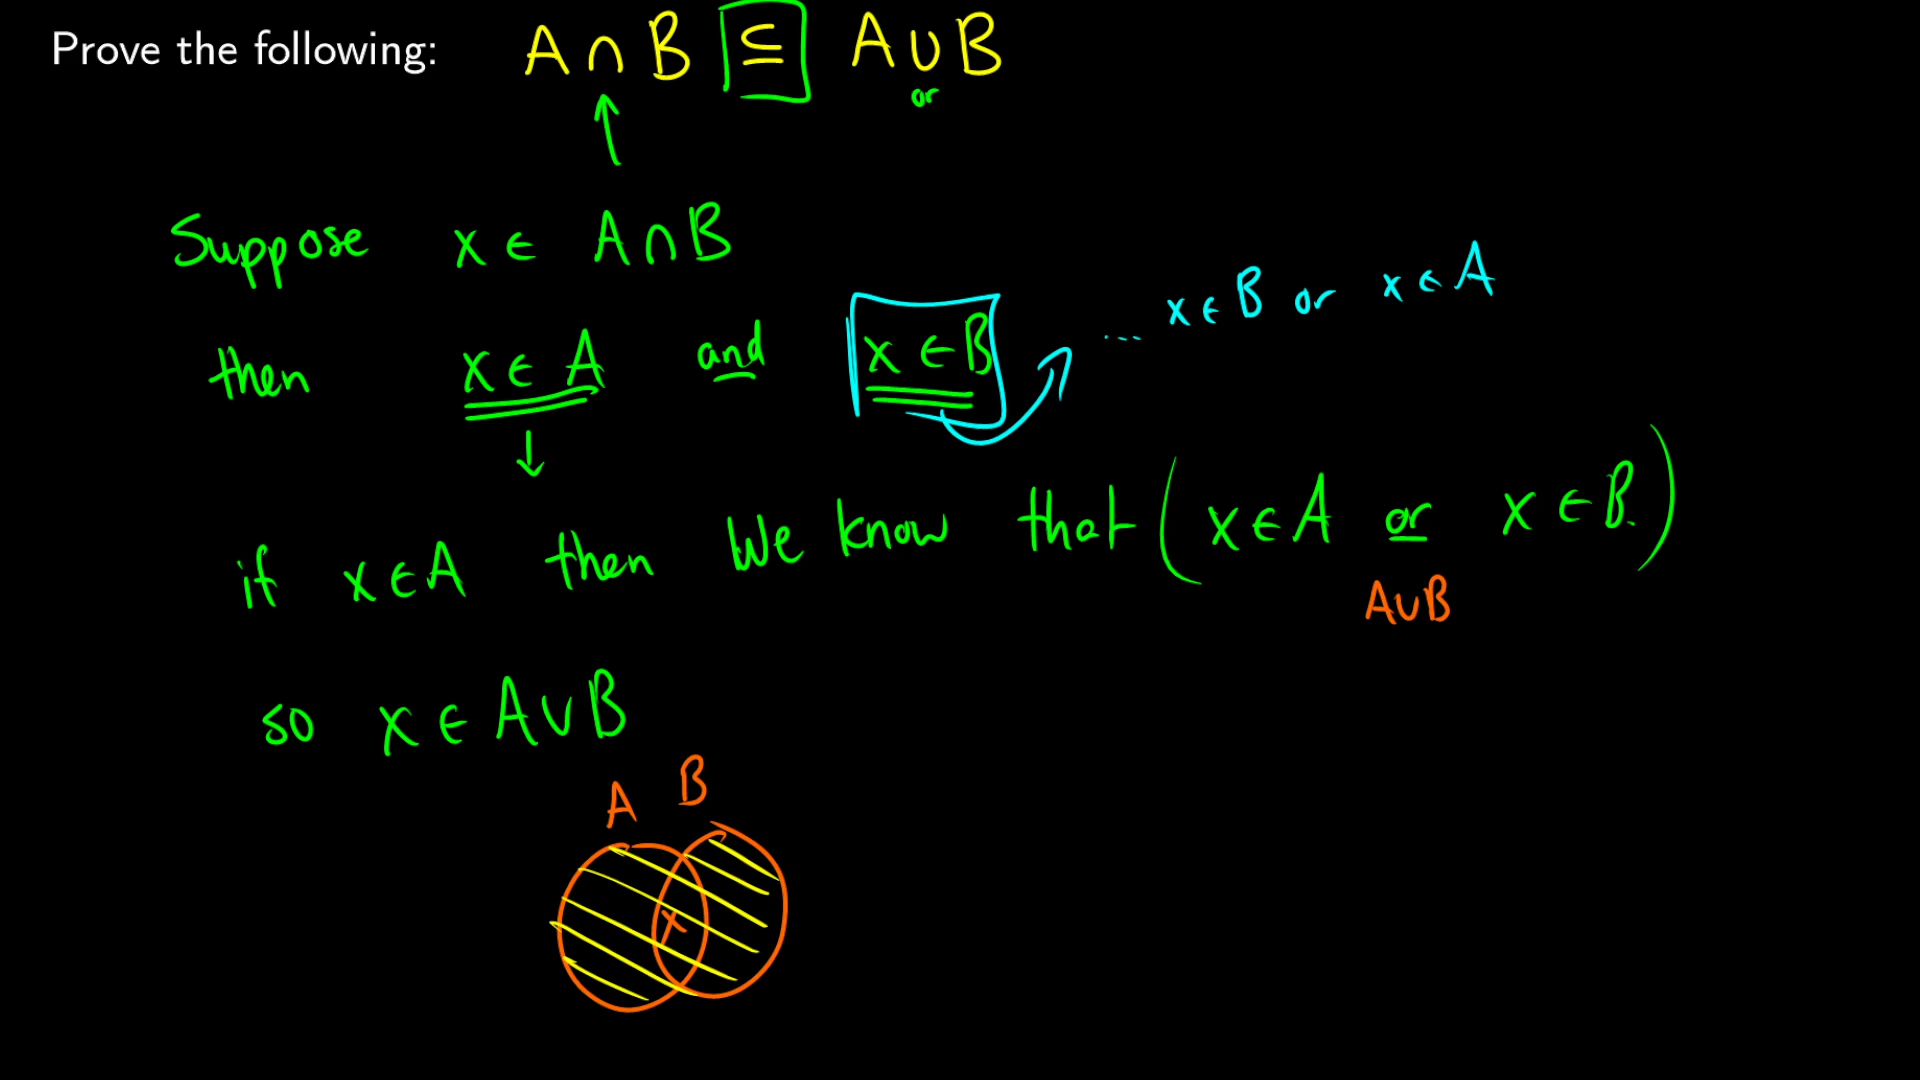 Prove the following: A∩B ⊆ A∪B
or
Suppose x ∈ A∩B
then x ∈ A and x ∈ B ... x ∈ B or x ∈ A
if x ∈ A then We know that (x ∈ A or x ∈ B.)
A∪B
so x ∈ A∪B
A B
x